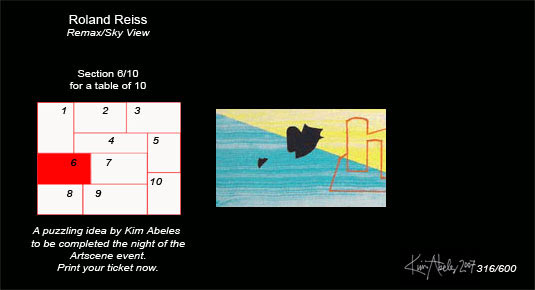 Roland Reiss
Remax/Sky View
Section 6/10
for a table of 10
1 2 3
4 5
6 7
10
8 9
A puzzling idea by Kim Abeles
to be completed the night of the
Artscene event.
Print your ticket now.
Kim Abeles 2007 316/600